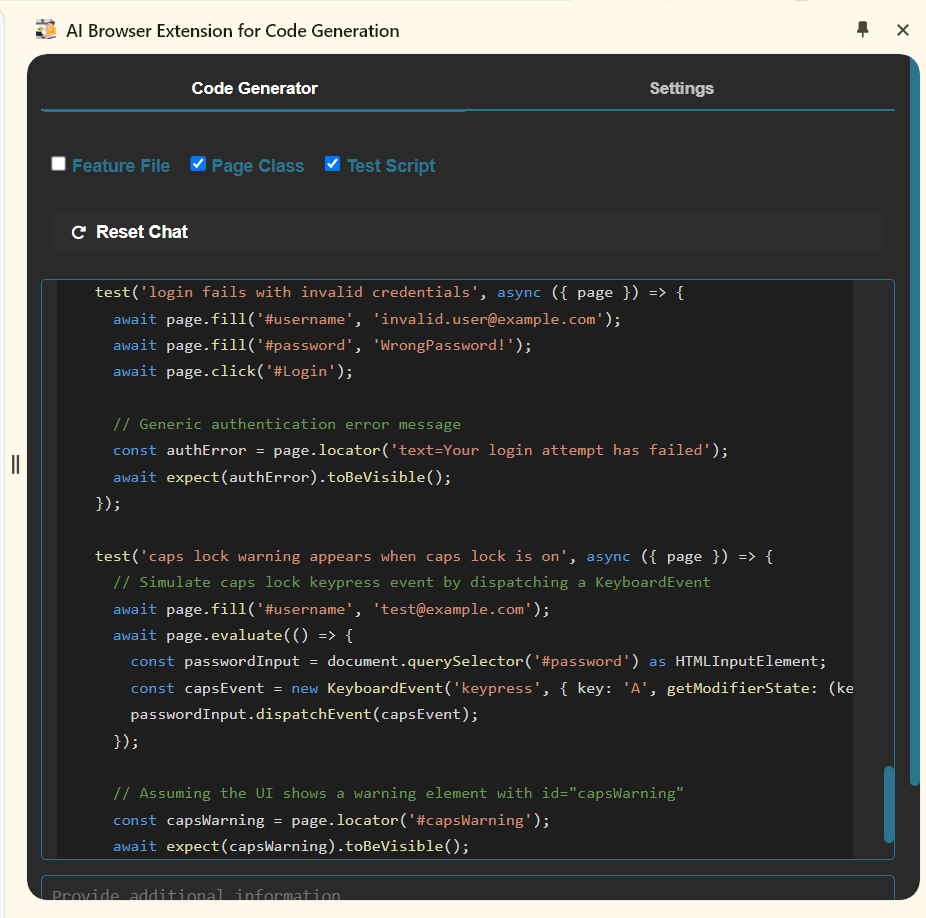 AI Browser Extension for Code Generation
Code Generator
Settings
Feature File
Page Class
Test Script
Reset Chat
test('login fails with invalid credentials', async ({ page }) => {
await page.fill('#username', 'invalid.user@example.com');
await page.fill('#password', 'WrongPassword!');
await page.click('#Login');
// Generic authentication error message
const authError = page.locator('text=Your login attempt has failed');
await expect(authError).toBeVisible();
});
test('caps lock warning appears when caps lock is on', async ({ page }) => {
// Simulate caps lock keypress event by dispatching a KeyboardEvent
await page.fill('#username', 'test@example.com');
await page.evaluate(() => {
const passwordInput = document.querySelector('#password') as HTMLInputElement;
const capsEvent = new KeyboardEvent('keypress', { key: 'A', getModifierState: (ke
passwordInput.dispatchEvent(capsEvent);
});
// Assuming the UI shows a warning element with id="capsWarning"
const capsWarning = page.locator('#capsWarning');
await expect(capsWarning).toBeVisible();
Provide additional information